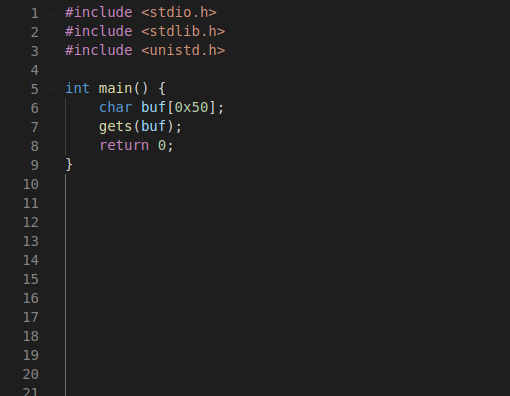 1 #include <stdio.h>
2 #include <stdlib.h>
3 #include <unistd.h>
4
5 int main() {
6     char buf[0x50];
7     gets(buf);
8     return 0;
9 }
10
11
12
13
14
15
16
17
18
19
20
21